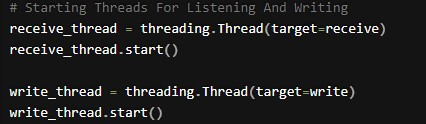 # Starting Threads For Listening And Writing
receive_thread = threading.Thread(target=receive)
receive_thread.start()
write_thread = threading.Thread(target=write)
write_thread.start()